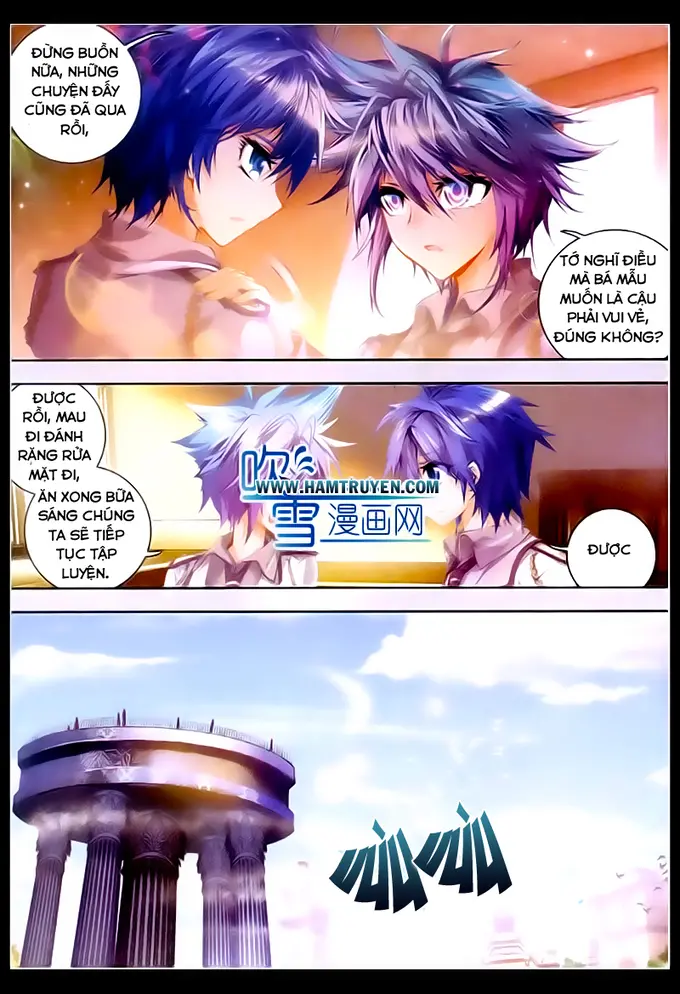 ĐỪNG BUỒN
NỮA, NHỮNG
CHUYỆN ĐẤY
CŨNG ĐÃ QUA
RỒI,
TỚ NGHĨ ĐIỀU
MÀ BÁ MẪU
MUỐN LÀ CẬU
PHẢI VUI VẺ,
ĐÚNG KHÔNG?
ĐƯỢC
RỒI, MAU
ĐI ĐÁNH
RĂNG RỬA
MẶT ĐI,
ĂN XONG BỮA
SÁNG CHÚNG
TA SẼ TIẾP
TỤC TẬP
LUYỆN.
吹
WWW.HAMTRUYEN.COM
雪漫画网
ĐƯỢC
VÙÙ VÙÙ